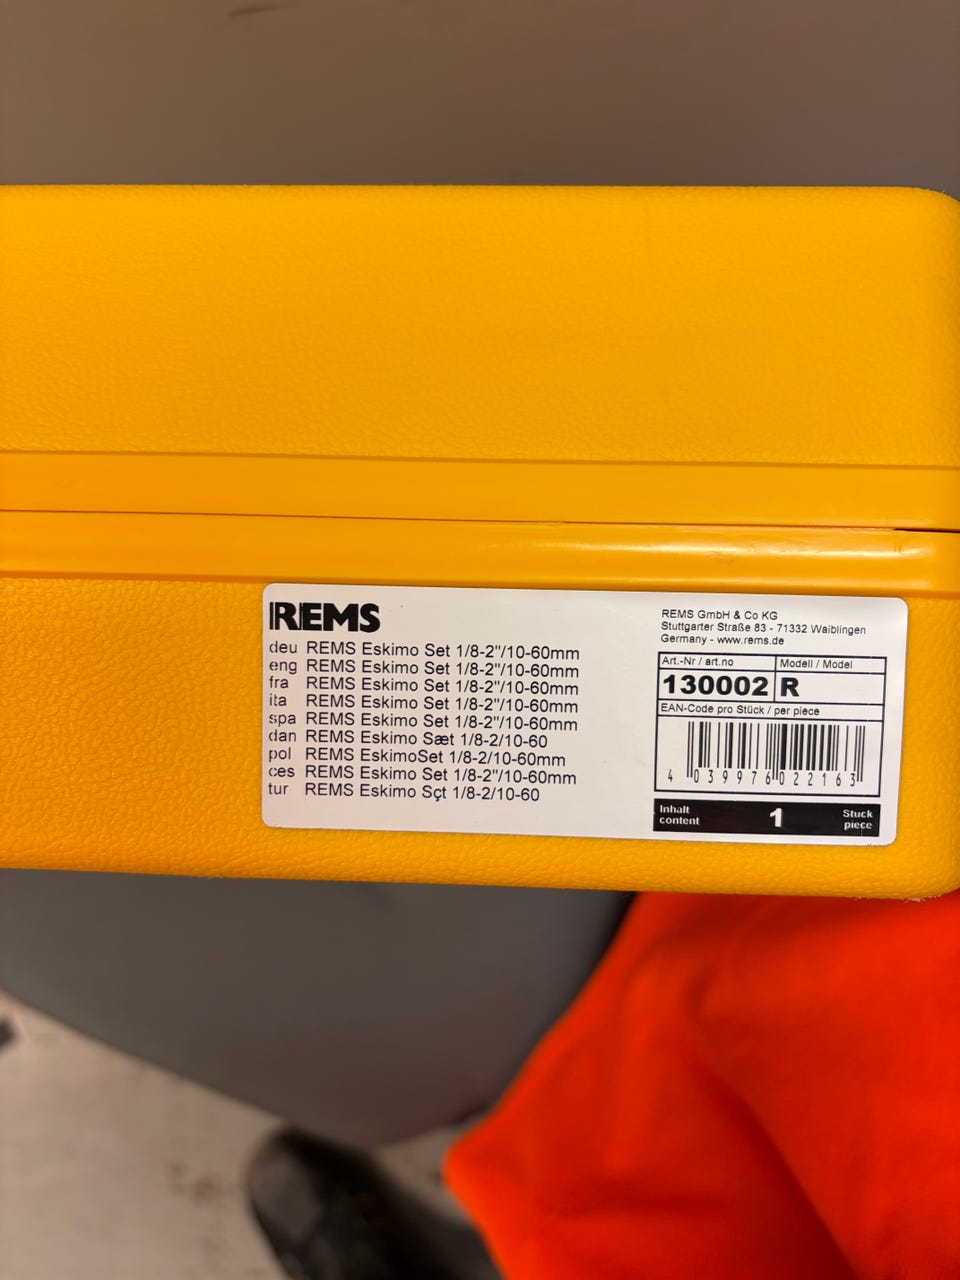 REMS
deu REMS Eskimo Set 1/8-2"/10-60mm
eng REMS Eskimo Set 1/8-2"/10-60mm
fra REMS Eskimo Set 1/8-2"/10-60mm
ita REMS Eskimo Set 1/8-2"/10-60mm
spa REMS Eskimo Set 1/8-2"/10-60mm
dan REMS Eskimo Sæt 1/8-2/10-60
pol REMS EskimoSet 1/8-2/10-60mm
ces REMS Eskimo Set 1/8-2"/10-60mm
tur REMS Eskimo Sçt 1/8-2/10-60
REMS GmbH & Co KG
Stuttgarter Straße 83 - 71332 Waiblingen
Germany - www.rems.de
Art.-Nr / art.no Modell / Model
130002 R
EAN-Code pro Stück / per piece
4 039976 022163
Inhalt 1 Stuck
content piece